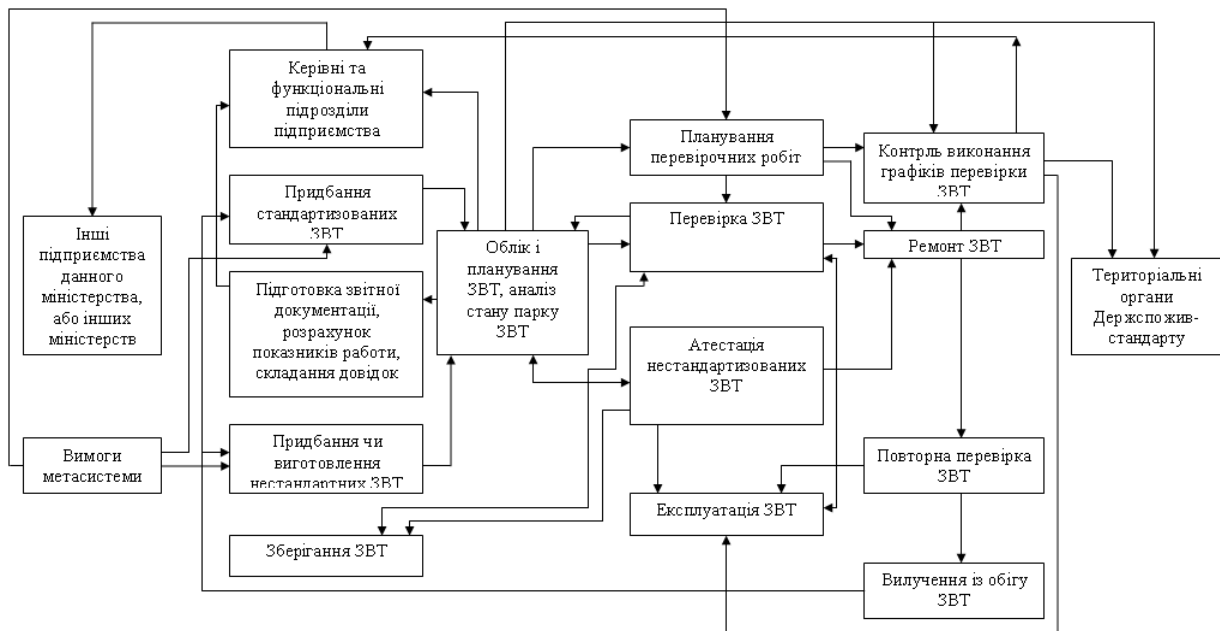 Керівні та
функціональні
підрозділи
підприємства
Планування
перевірочних робіт
Контрль виконання
графіків перевірки
ЗВТ
Придбання
стандартизованих
ЗВТ
Перевірка ЗВТ
Інші
підприємства
данного
міністерства,
або інших
міністерств
Облік і
планування
ЗВТ, аналіз
стану парку
ЗВТ
Ремонт ЗВТ
Територіальні
органи
Держспожив-
стандарту
Підготовка звітної
документації,
розрахунок
показників работи,
складання довідок
Атестація
нестандартизованих
ЗВТ
Вимоги
метасистеми
Придбання чи
виготовлення
нестандартних ЗВТ
Повторна перевірка
ЗВТ
Експлуатація ЗВТ
Зберігання ЗВТ
Вилучення із обігу
ЗВТ